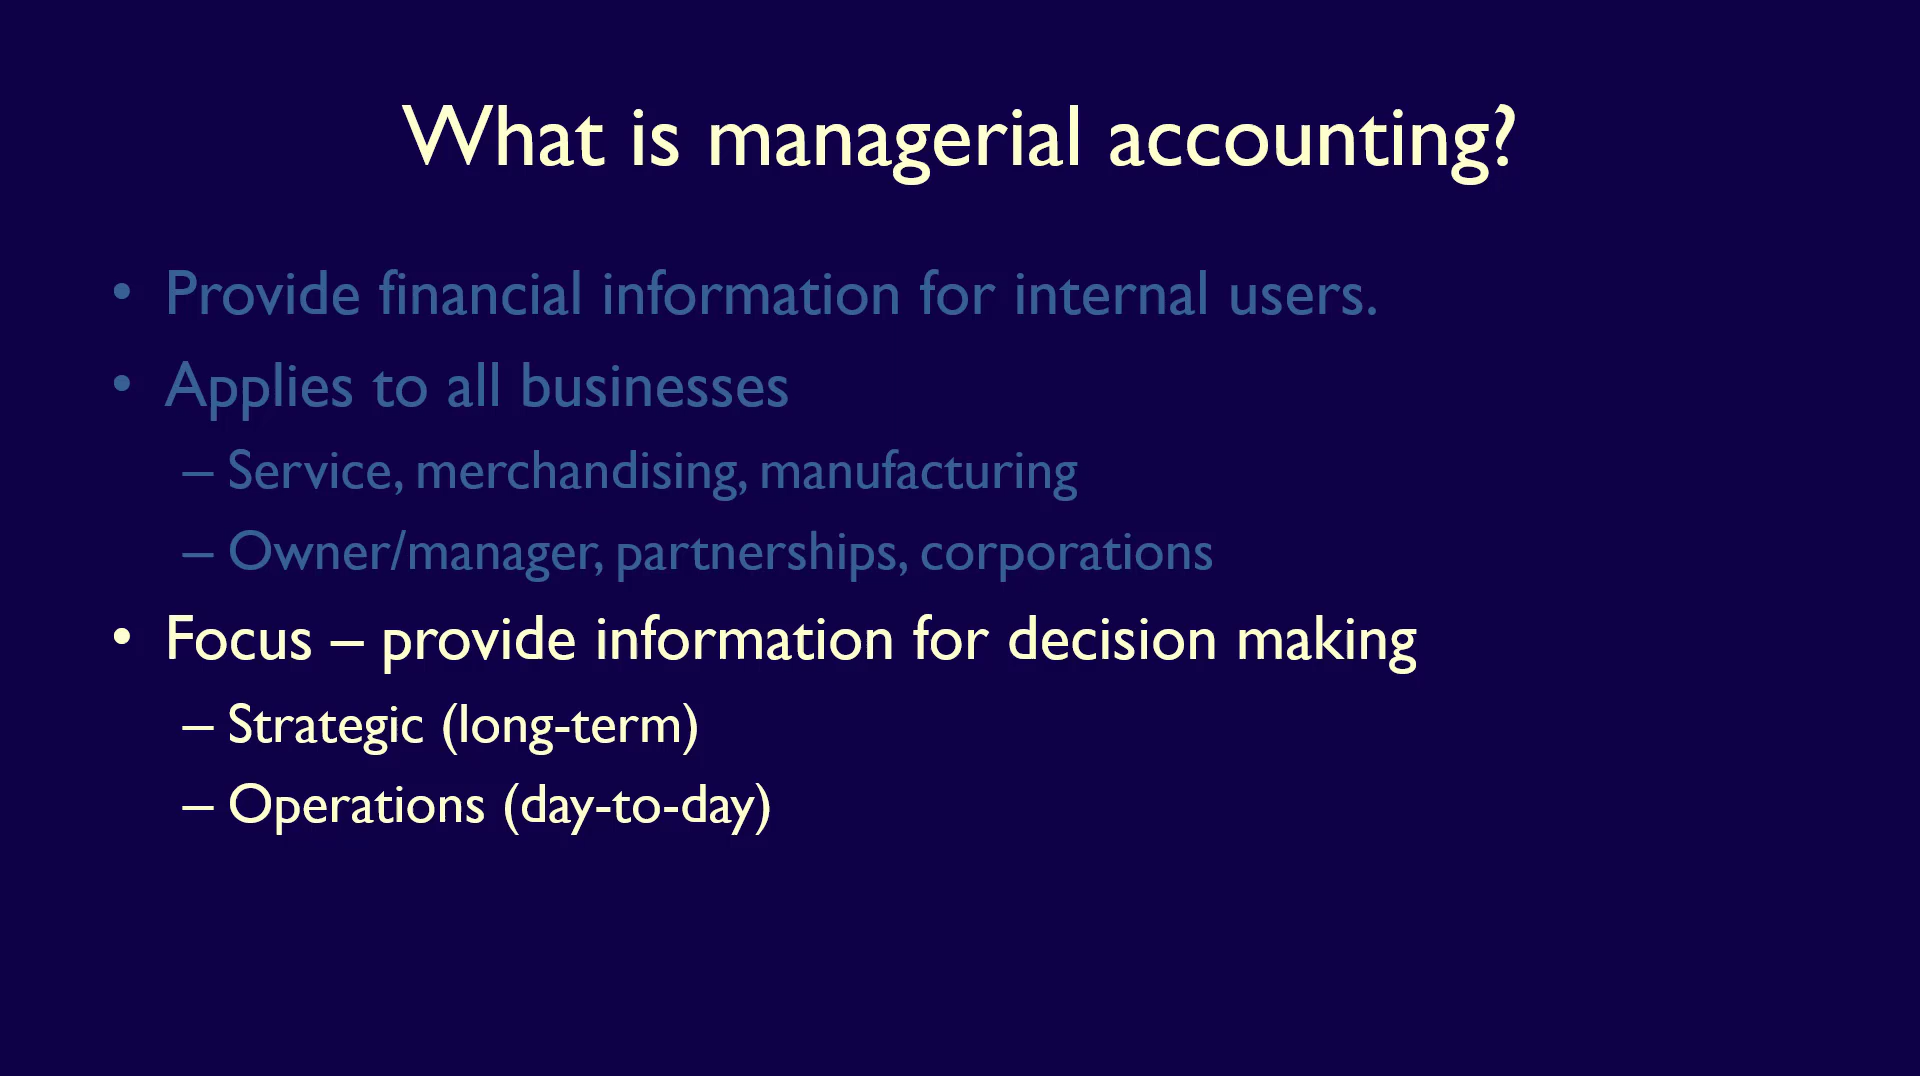 What is managerial accounting?
• Provide financial information for internal users.
• Applies to all businesses
– Service, merchandising, manufacturing
– Owner/manager, partnerships, corporations
• Focus – provide information for decision making
– Strategic (long-term)
– Operations (day-to-day)